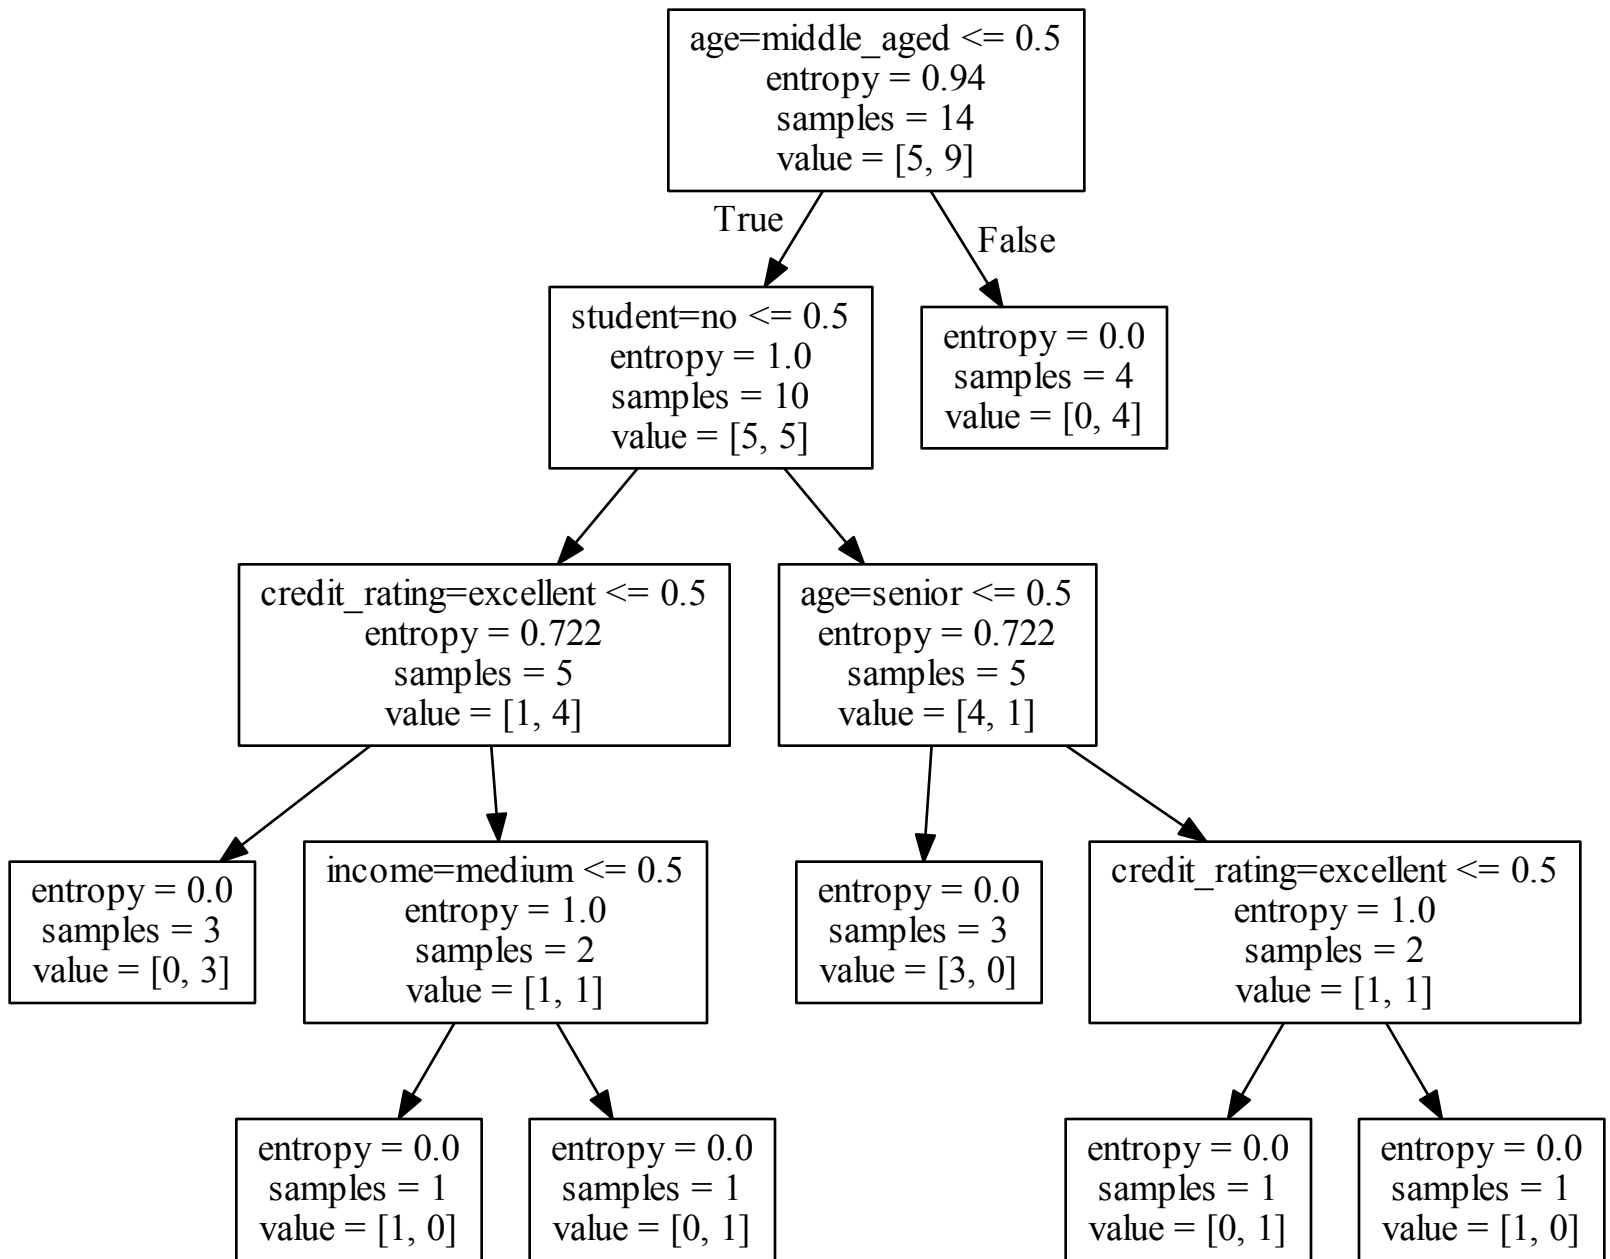 age=middle_aged <= 0.5
entropy = 0.94
samples = 14
value = [5, 9]
True
False
student=no <= 0.5
entropy = 1.0
samples = 10
value = [5, 5]
entropy = 0.0
samples = 4
value = [0, 4]
credit_rating=excellent <= 0.5
entropy = 0.722
samples = 5
value = [1, 4]
age=senior <= 0.5
entropy = 0.722
samples = 5
value = [4, 1]
entropy = 0.0
samples = 3
value = [0, 3]
income=medium <= 0.5
entropy = 1.0
samples = 2
value = [1, 1]
entropy = 0.0
samples = 3
value = [3, 0]
credit_rating=excellent <= 0.5
entropy = 1.0
samples = 2
value = [1, 1]
entropy = 0.0
samples = 1
value = [1, 0]
entropy = 0.0
samples = 1
value = [0, 1]
entropy = 0.0
samples = 1
value = [0, 1]
entropy = 0.0
samples = 1
value = [1, 0]